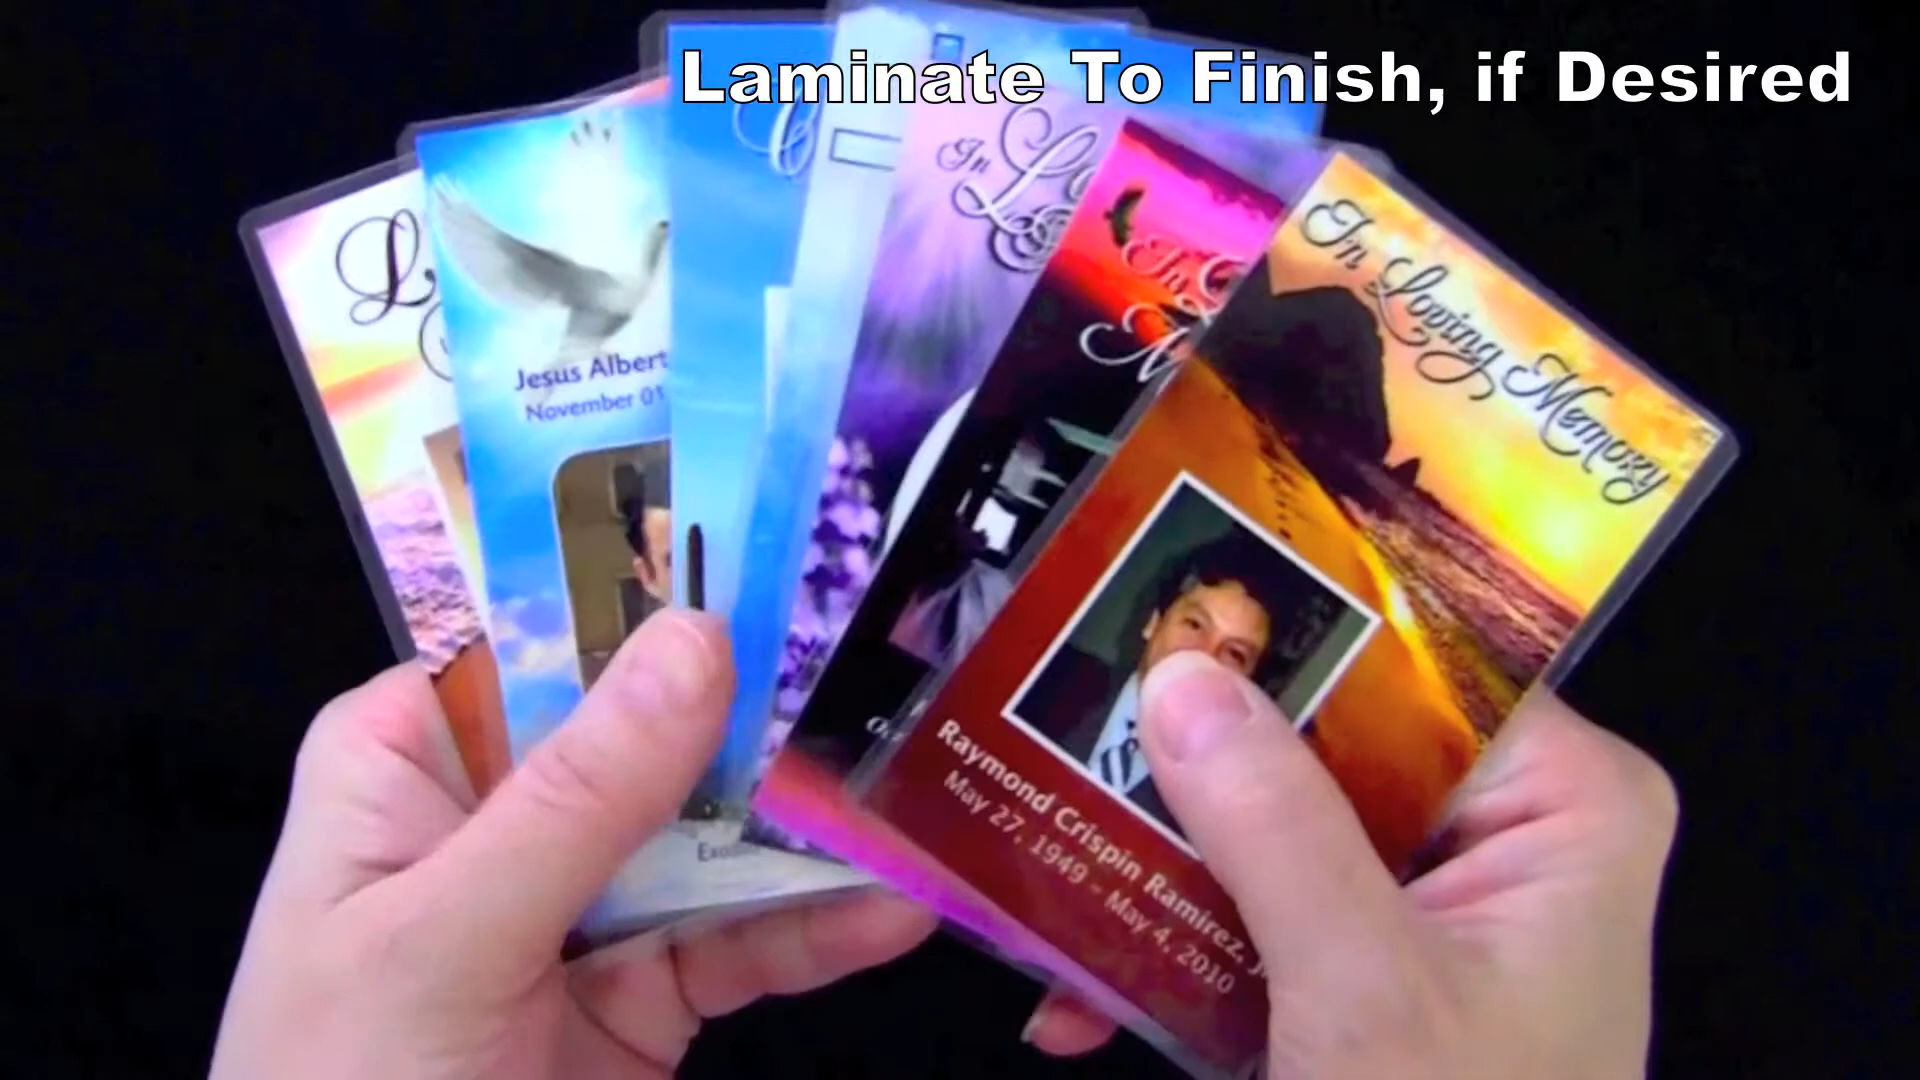 Laminate To Finish, if Desired
Jesus Albert
November 01
In
In Loving Memory
Raymond Crispin Ramirez,
May 27, 1949 - May 4, 2010